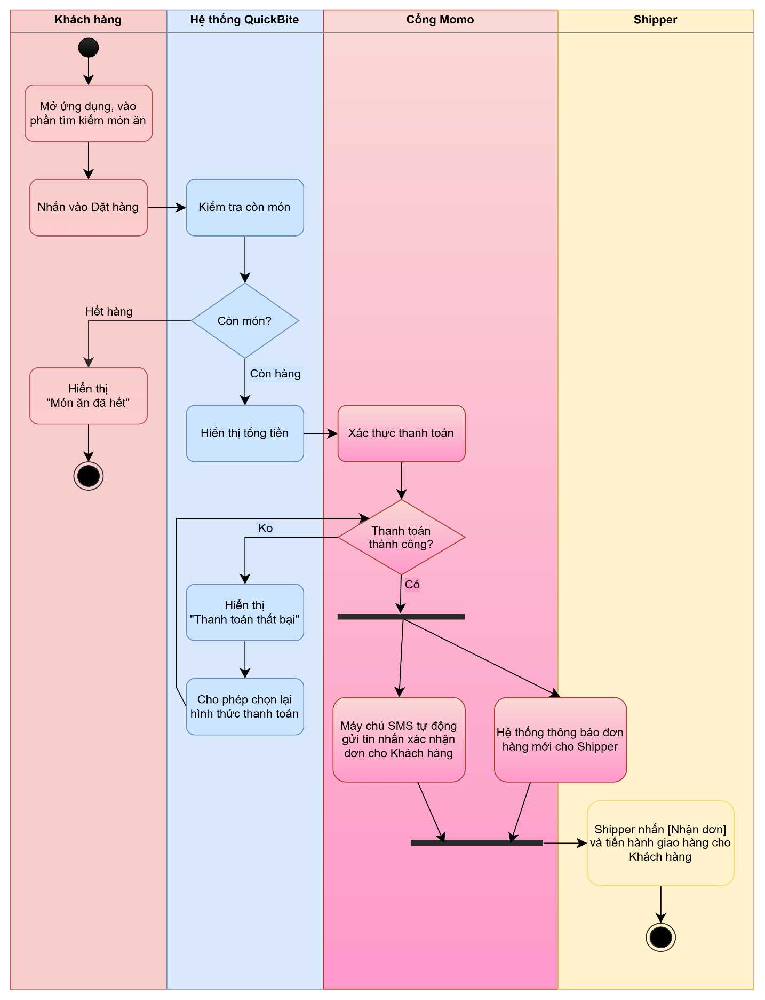 Khách hàng
Hệ thống QuickBite
Cổng Momo
Shipper
Mở ứng dụng, vào
phần tìm kiếm món ăn
Nhấn vào Đặt hàng
Kiểm tra còn món
Hết hàng
Còn món?
Còn hàng
Hiển thị
"Món ăn đã hết"
Hiển thị tổng tiền
Xác thực thanh toán
Ko
Thanh toán
thành công?
Có
Hiển thị
"Thanh toán thất bại"
Cho phép chọn lại
hình thức thanh toán
Máy chủ SMS tự động
gửi tin nhắn xác nhận
đơn cho Khách hàng
Hệ thống thông báo đơn
hàng mới cho Shipper
Shipper nhấn [Nhận đơn]
và tiến hành giao hàng cho
Khách hàng